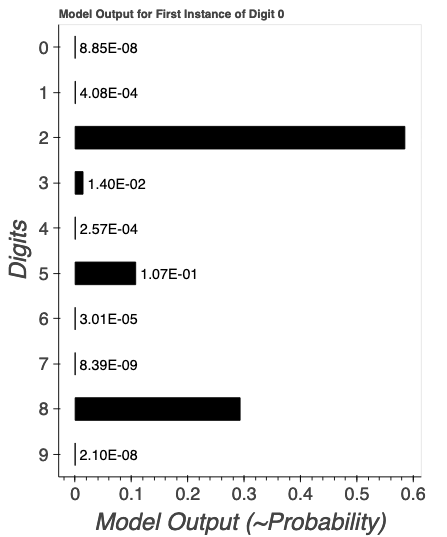 Model Output for First Instance of Digit 0
Digits
0
8.85E-08
1
4.08E-04
2
3
1.40E-02
4
2.57E-04
5
1.07E-01
6
3.01E-05
7
8.39E-09
8
9
2.10E-08
0 0.1 0.2 0.3 0.4 0.5 0.6
Model Output (~Probability)